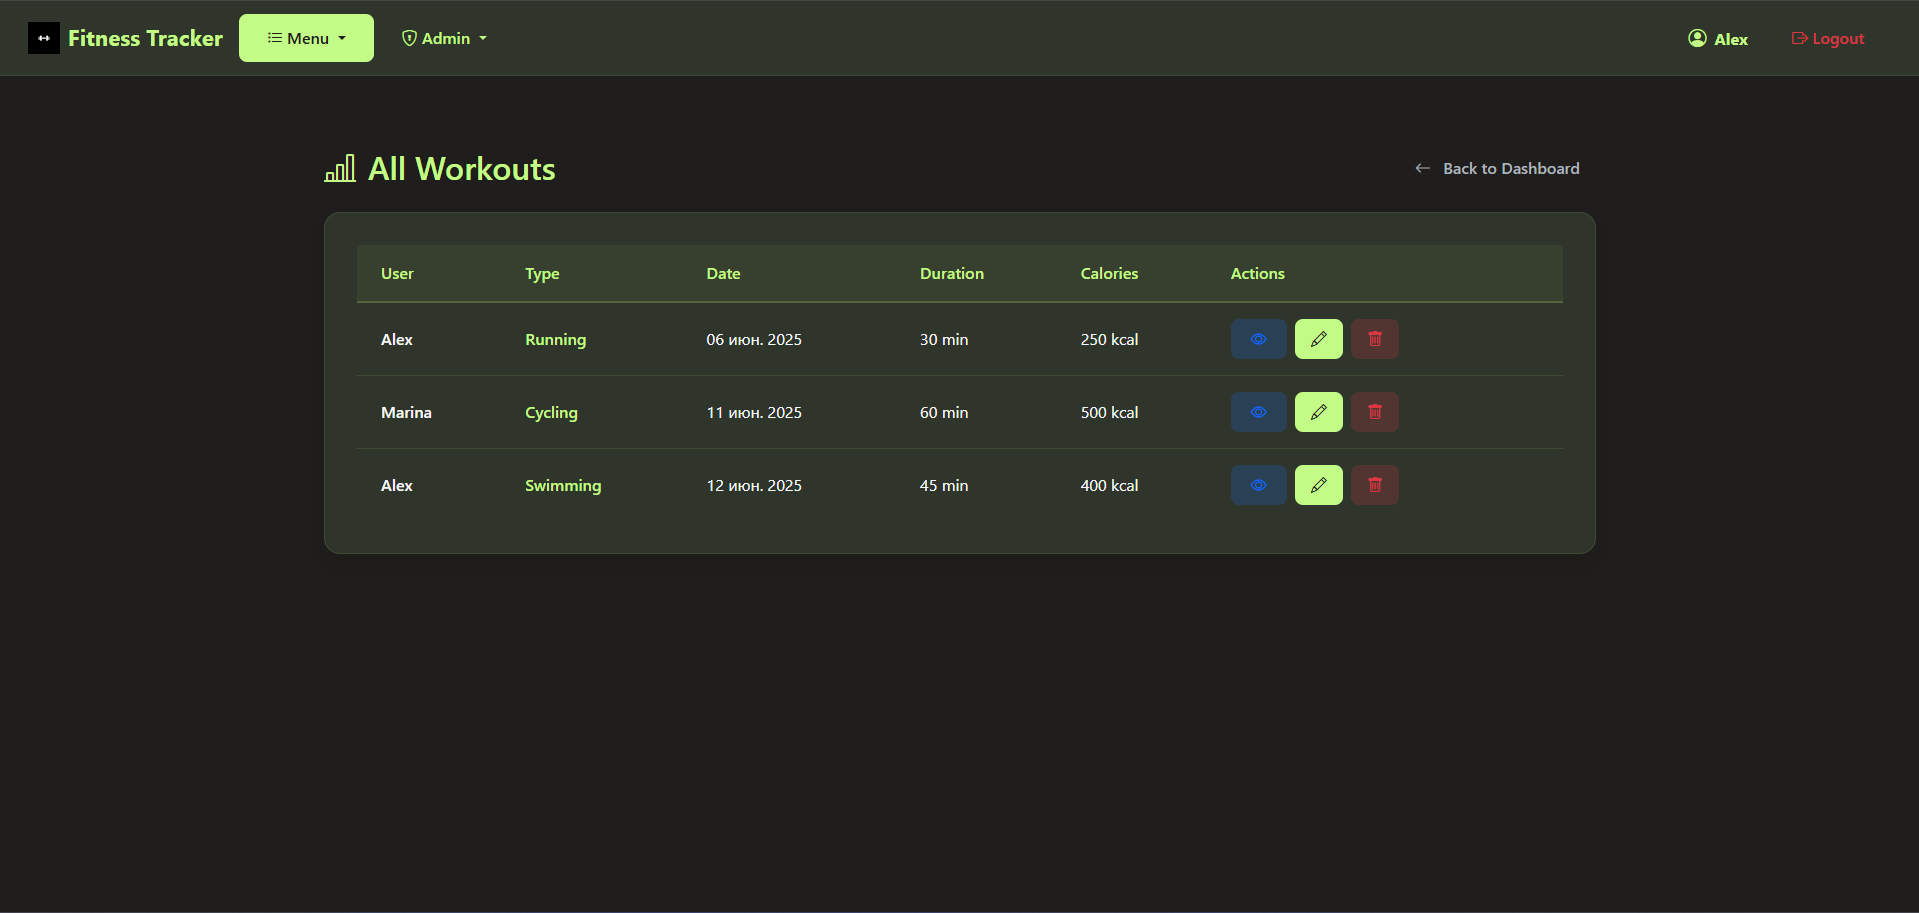 Fitness Tracker Menu Admin Alex Logout
All Workouts Back to Dashboard
User Type Date Duration Calories Actions
Alex Running 06 июн. 2025 30 min 250 kcal
Marina Cycling 11 июн. 2025 60 min 500 kcal
Alex Swimming 12 июн. 2025 45 min 400 kcal